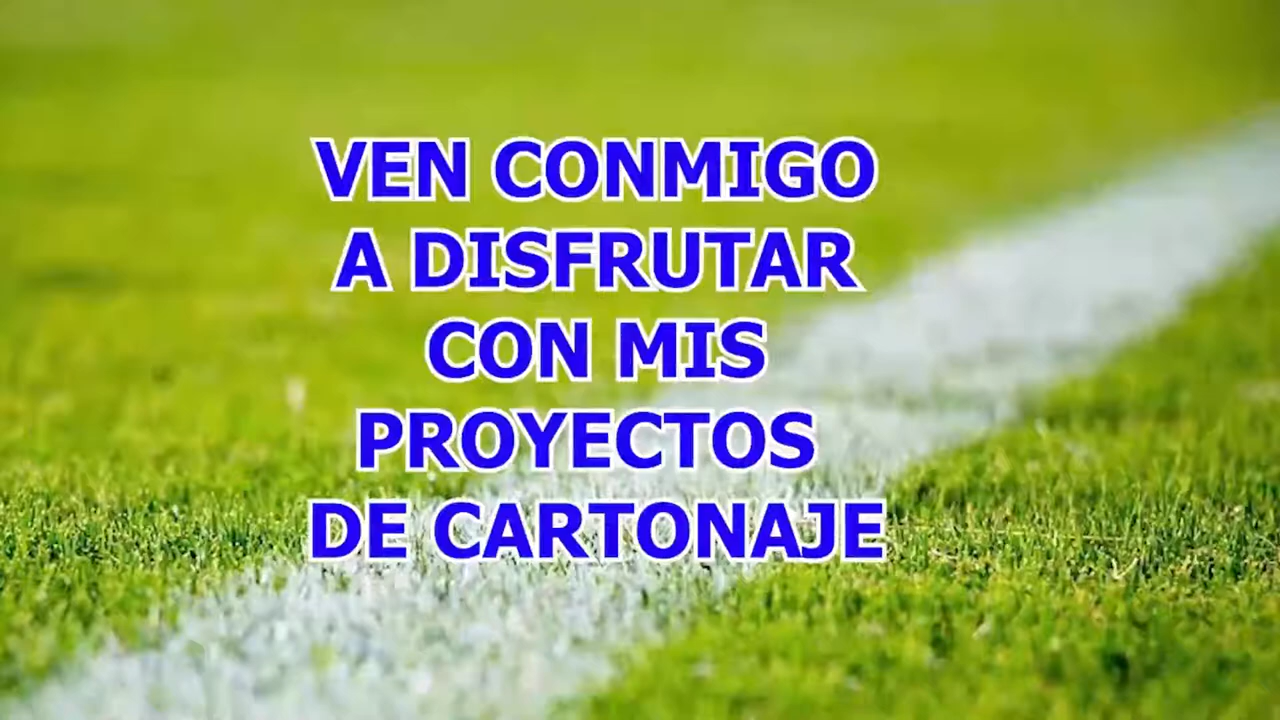 VEN CONMIGO
A DISFRUTAR
CON MIS
PROYECTOS
DE CARTONAJE